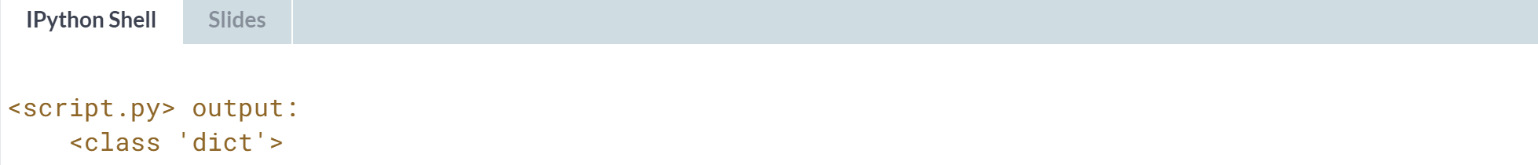 IPython Shell
Slides
<script.py> output:
<class 'dict'>